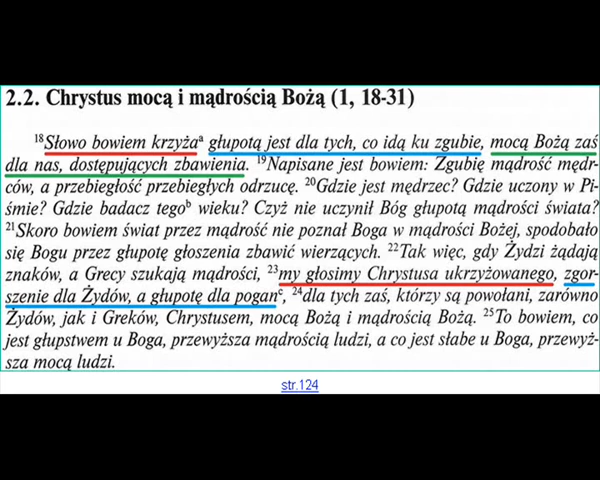 2.2. Chrystus mocą i mądrością Bożą (1, 18-31)
18Słowo bowiem krzyżaa głupotą jest dla tych, co idą ku zgubie, mocą Bożą zaś
dla nas, dostępujących zbawienia. 19Napisane jest bowiem: Zgubię mądrość mędr-
ców, a przebiegłość przebiegłych odrzucę. 20Gdzie jest mędrzec? Gdzie uczony w Pi-
śmie? Gdzie badacz tegob wieku? Czyż nie uczynił Bóg głupotą mądrości świata?
21Skoro bowiem świat przez mądrość nie poznał Boga w mądrości Bożej, spodobało
się Bogu przez głupotę głoszenia zbawić wierzących. 22Tak więc, gdy Żydzi żądają
znaków, a Grecy szukają mądrości, 23my głosimy Chrystusa ukrzyżowanego, zgor-
szenie dla Żydów, a głupotę dla poganc, 24dla tych zaś, którzy są powołani, zarówno
Żydów, jak i Greków, Chrystusem, mocą Bożą i mądrością Bożą. 25To bowiem, co
jest głupstwem u Boga, przewyższa mądrością ludzi, a co jest słabe u Boga, przewyż-
sza mocą ludzi.
str.124